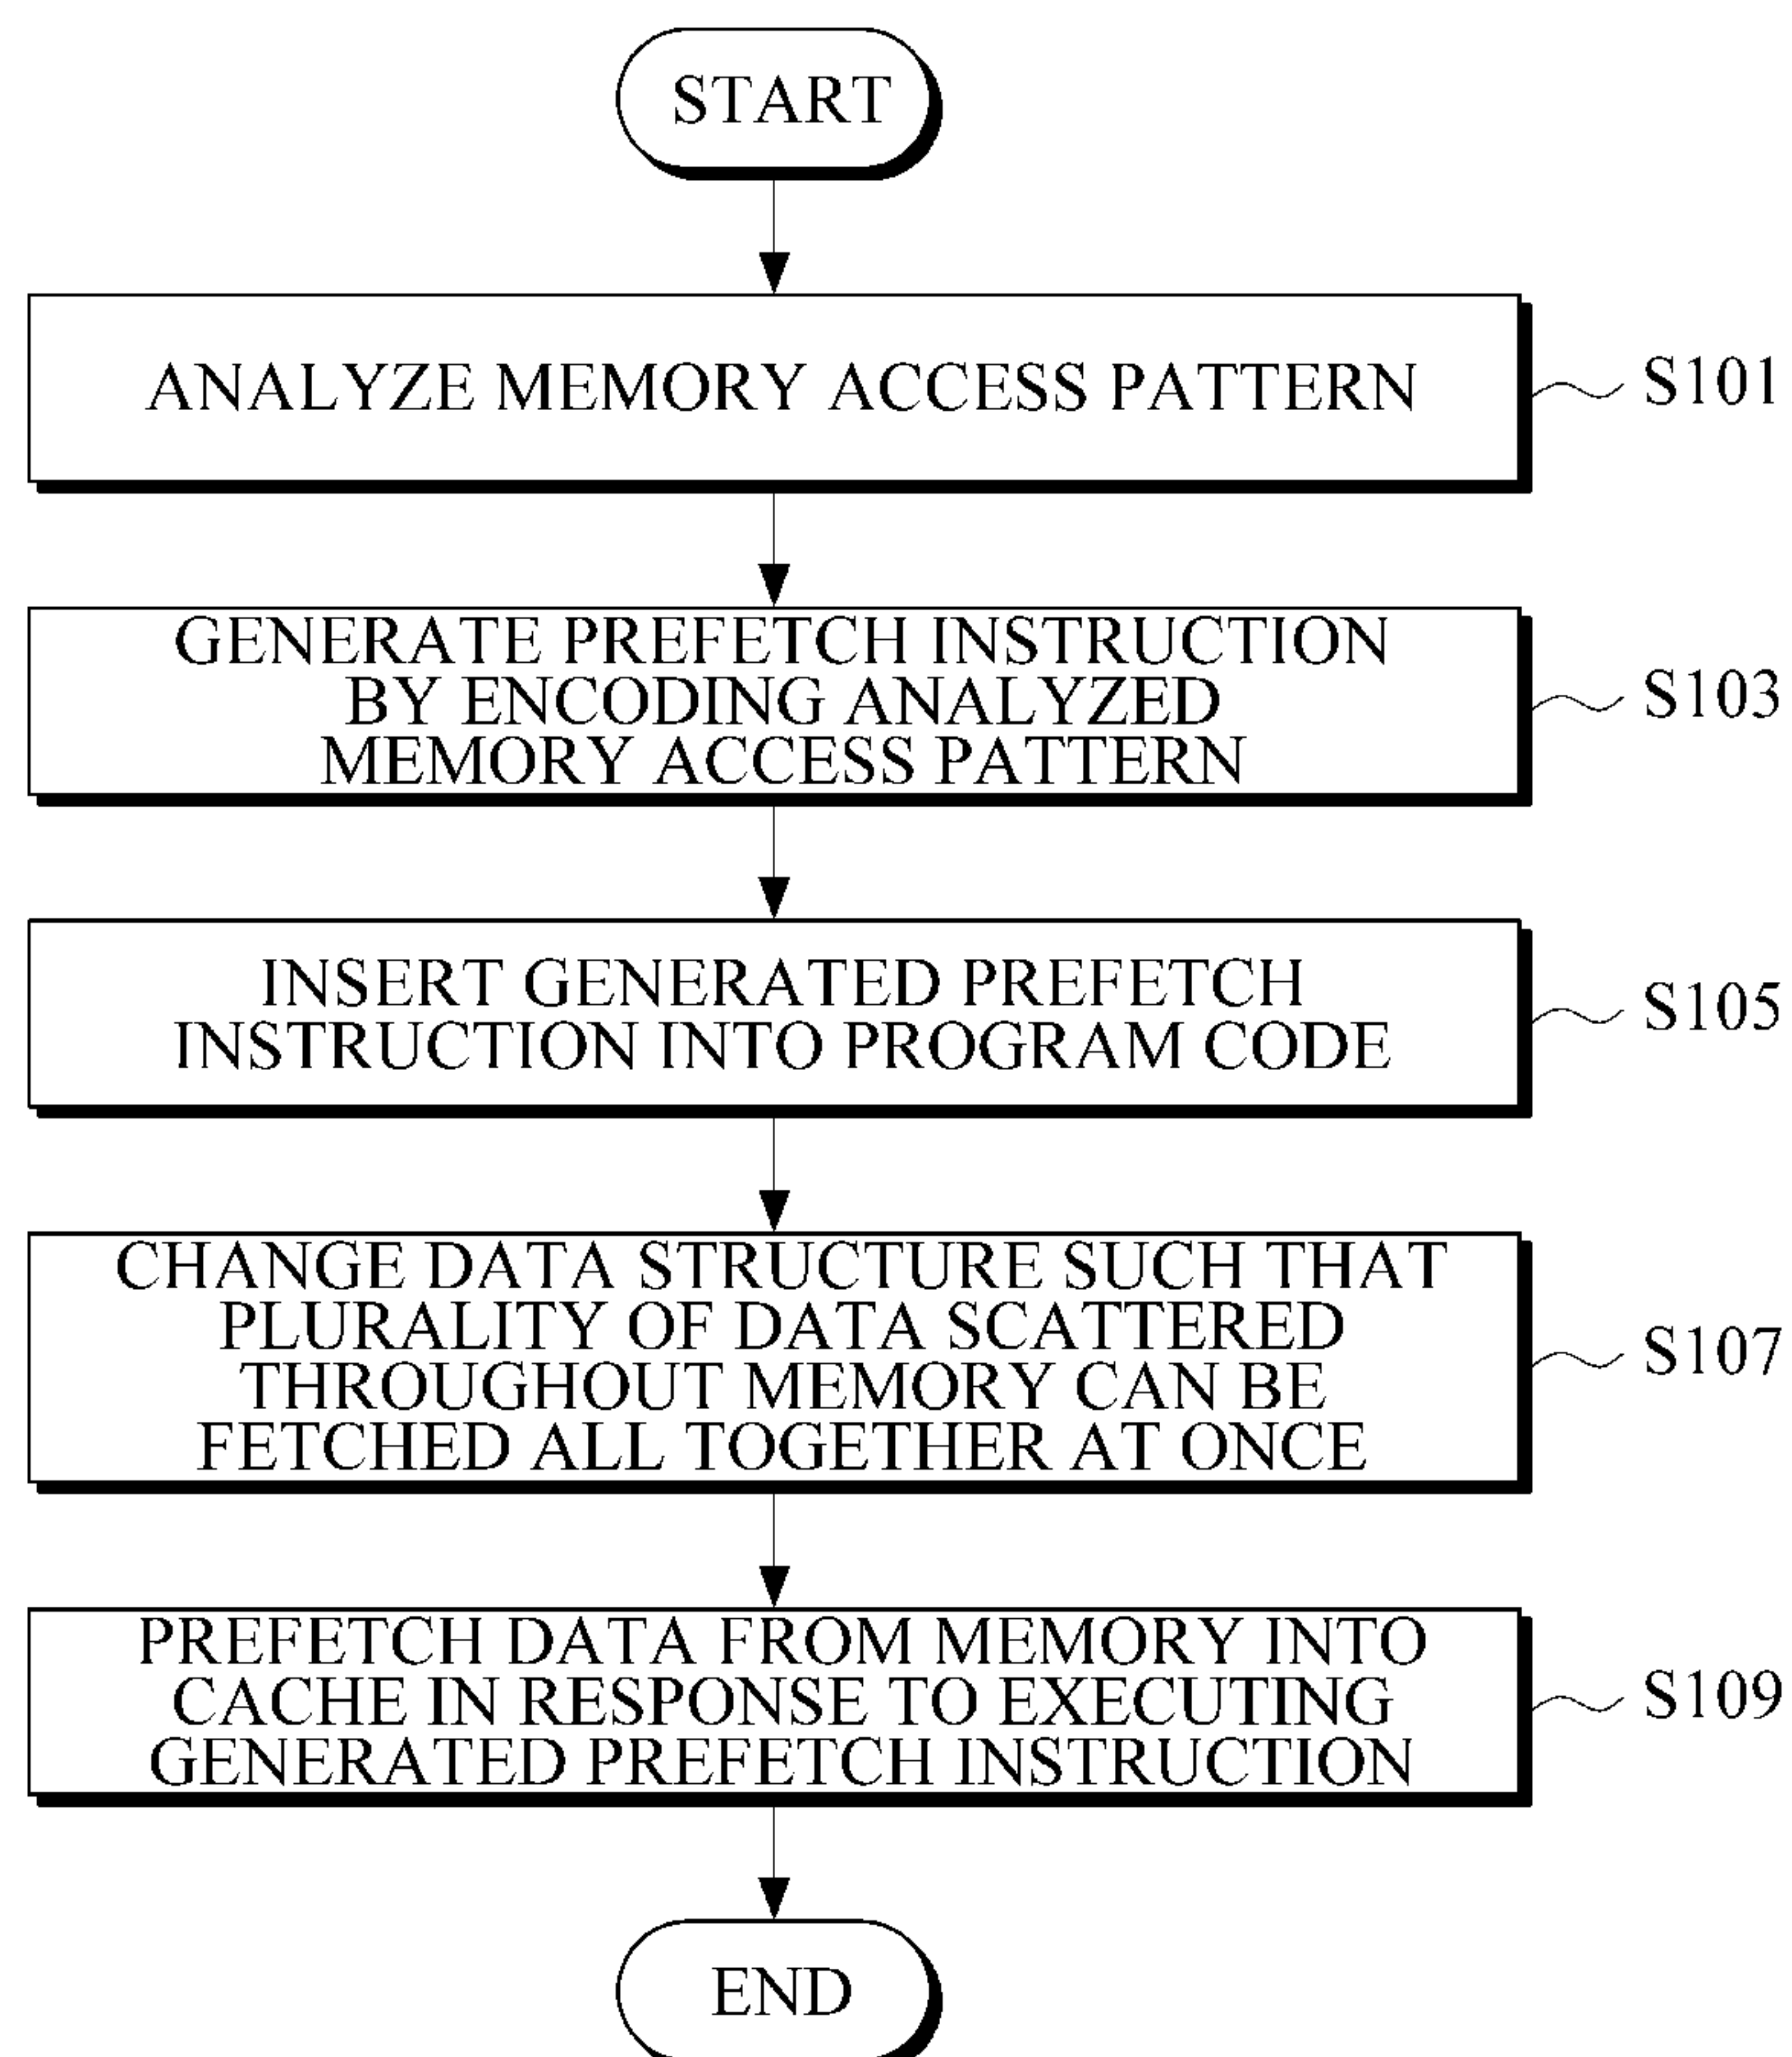 START
ANALYZE MEMORY ACCESS PATTERN
S101
GENERATE PREFETCH INSTRUCTION
BY ENCODING ANALYZED
MEMORY ACCESS PATTERN
S103
INSERT GENERATED PREFETCH
INSTRUCTION INTO PROGRAM CODE
S105
CHANGE DATA STRUCTURE SUCH THAT
PLURALITY OF DATA SCATTERED
THROUGHOUT MEMORY CAN BE
FETCHED ALL TOGETHER AT ONCE
S107
PREFETCH DATA FROM MEMORY INTO
CACHE IN RESPONSE TO EXECUTING
GENERATED PREFETCH INSTRUCTION
S109
END